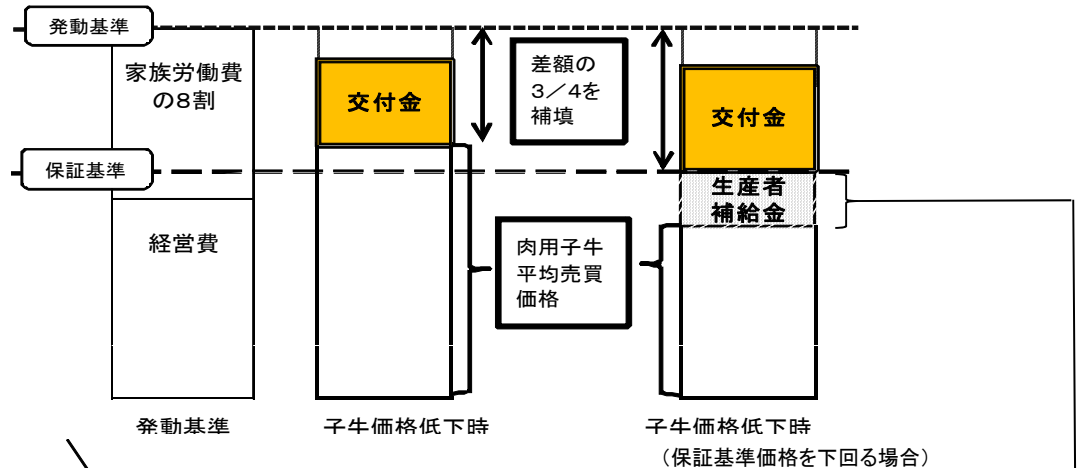 発動基準
家族労働費
の8割
交付金
差額の
3/4を
補填
交付金
保証基準
生産者
補給金
経営費
肉用子牛
平均売買
価格
発動基準
子牛価格低下時
子牛価格低下時
(保証基準価格を下回る場合)